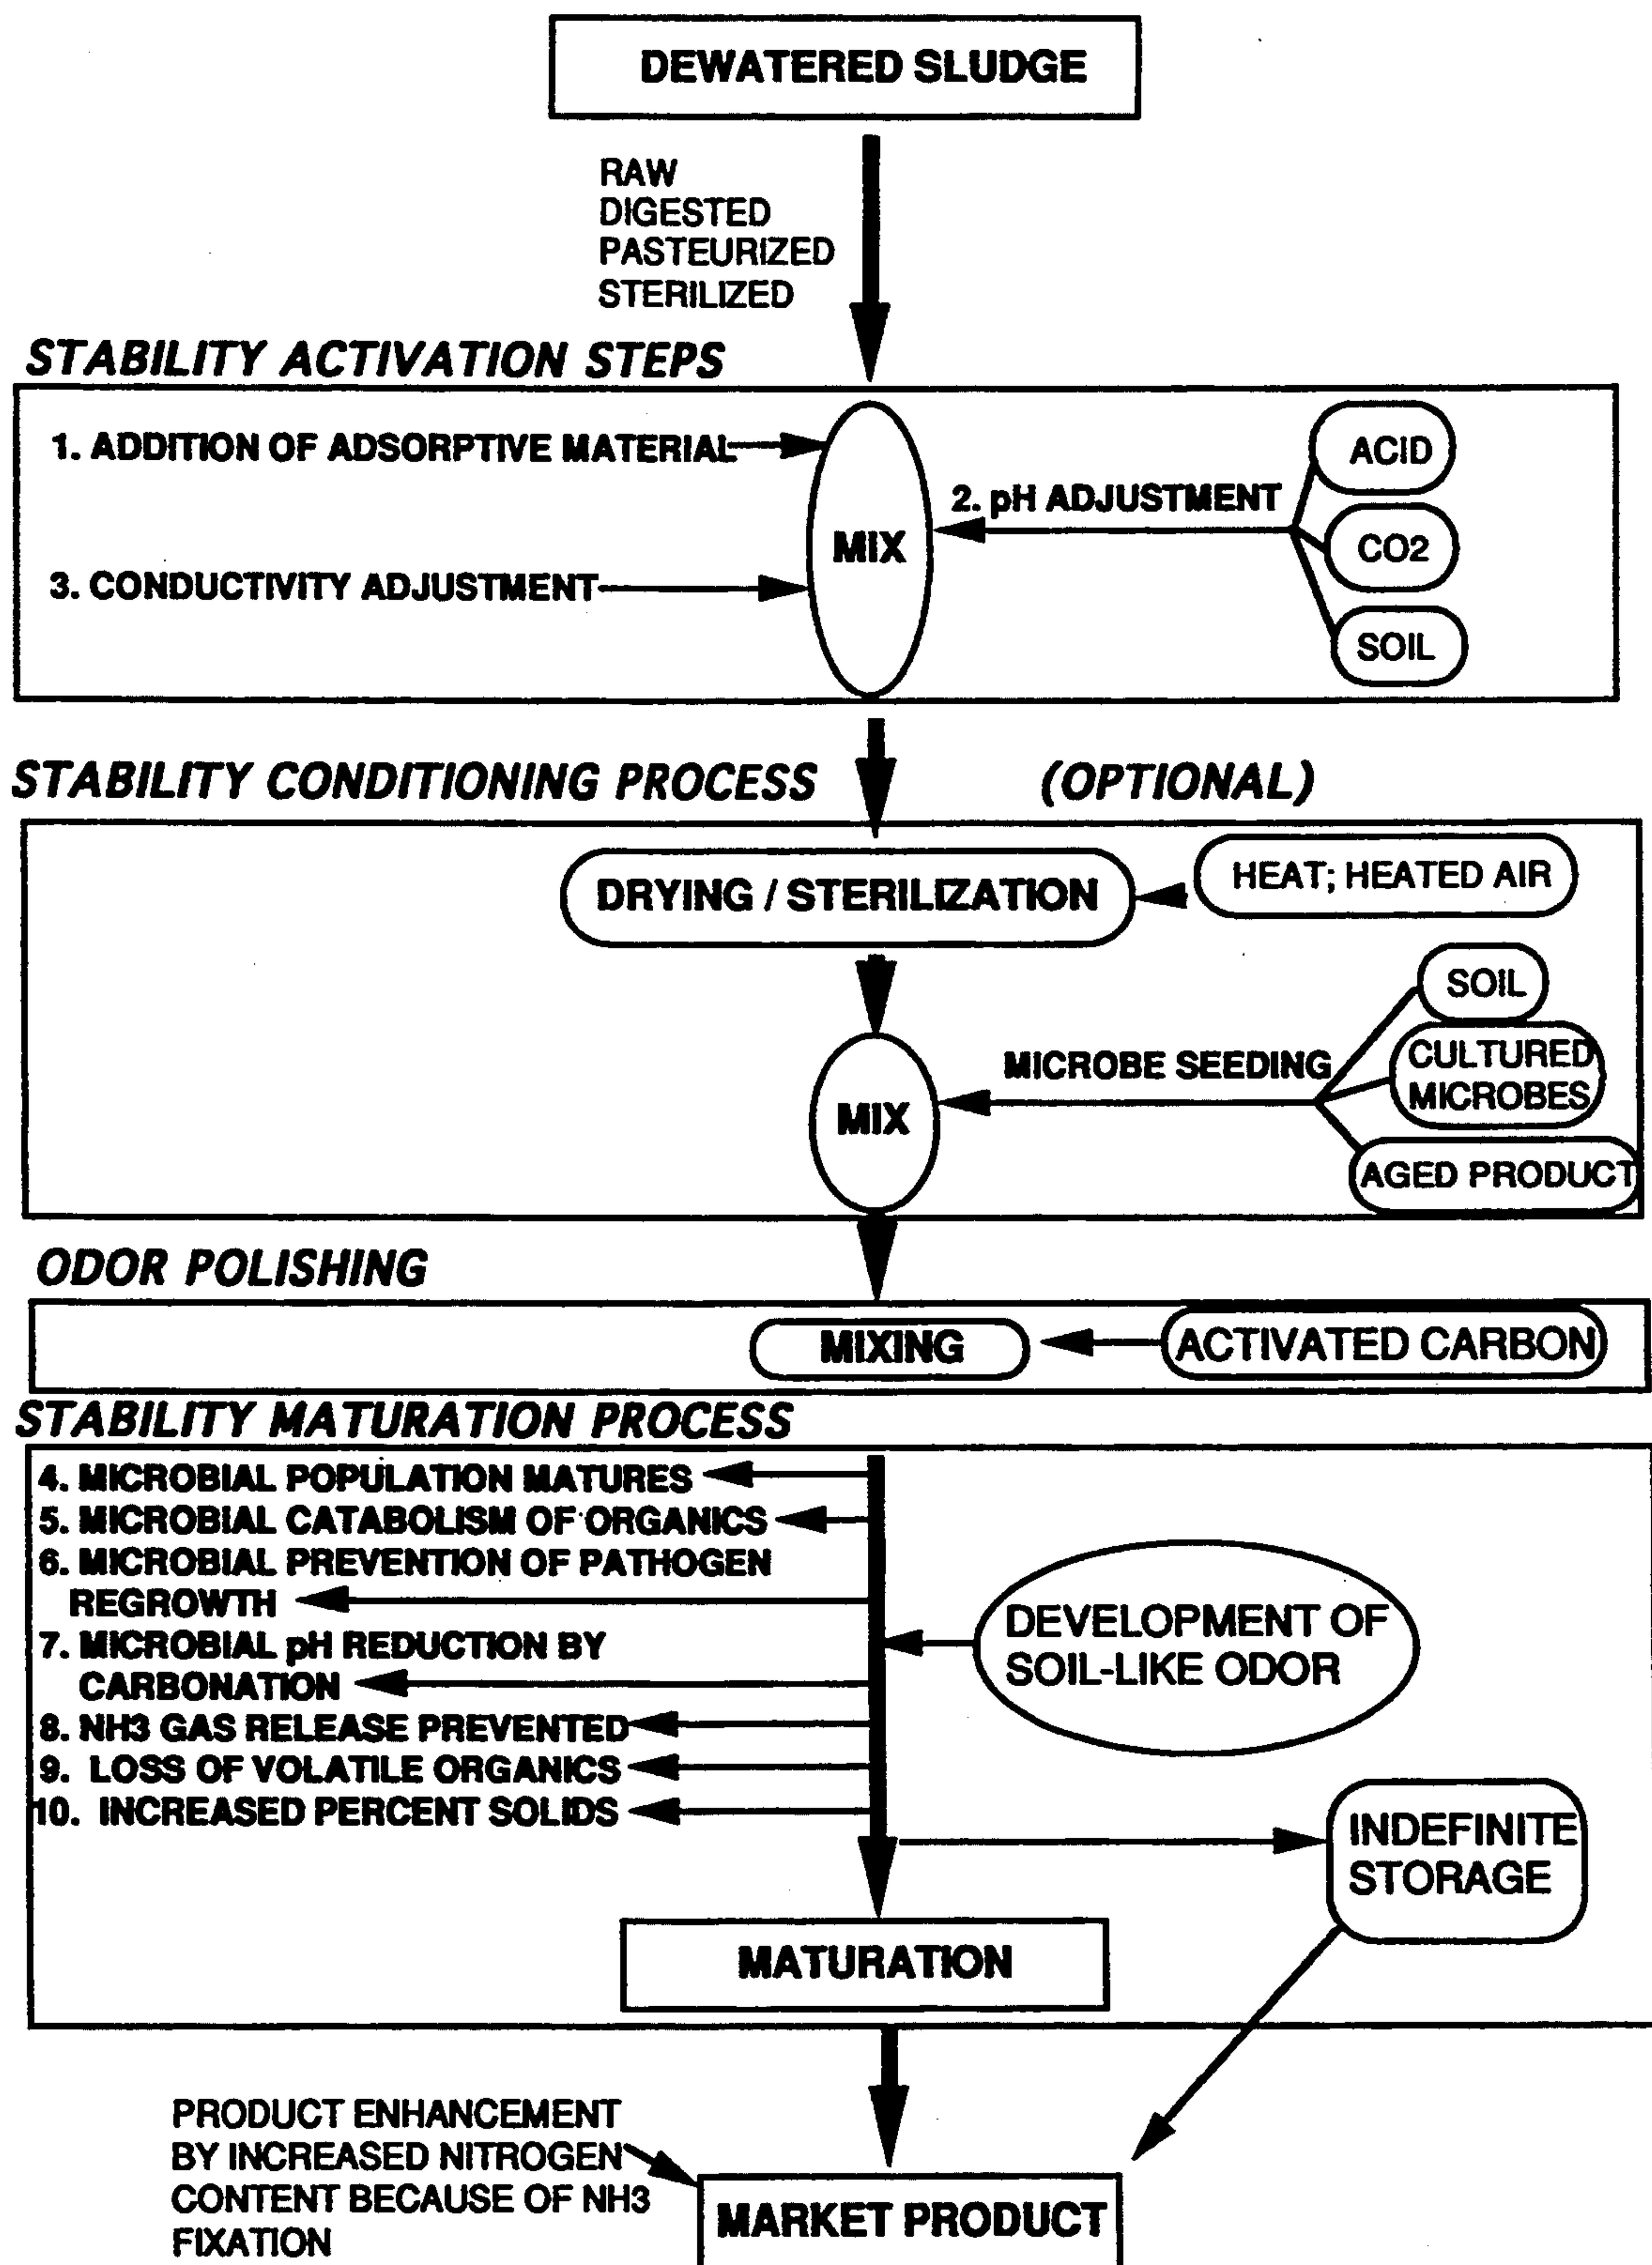 DEWATERED SLUDGE
RAW
DIGESTED
PASTEURIZED
STERILIZED
STABILITY ACTIVATION STEPS
1. ADDITION OF ADSORPTIVE MATERIAL
ACID
2. pH ADJUSTMENT
MIX
CO2
3. CONDUCTIVITY ADJUSTMENT
SOIL
STABILITY CONDITIONING PROCESS (OPTIONAL)
DRYING / STERILIZATION
HEAT; HEATED AIR
SOIL
MICROBE SEEDING
CULTURED
MICROBES
MIX
AGED PRODUCT
ODOR POLISHING
MIXING
ACTIVATED CARBON
STABILITY MATURATION PROCESS
4. MICROBIAL POPULATION MATURES
5. MICROBIAL CATABOLISM OF ORGANICS
6. MICROBIAL PREVENTION OF PATHOGEN
REGROWTH
7. MICROBIAL pH REDUCTION BY
CARBONATION
8. NH3 GAS RELEASE PREVENTED
9. LOSS OF VOLATILE ORGANICS
10. INCREASED PERCENT SOLIDS
DEVELOPMENT OF
SOIL-LIKE ODOR
INDEFINITE
STORAGE
MATURATION
PRODUCT ENHANCEMENT
BY INCREASED NITROGEN
CONTENT BECAUSE OF NH3
FIXATION
MARKET PRODUCT